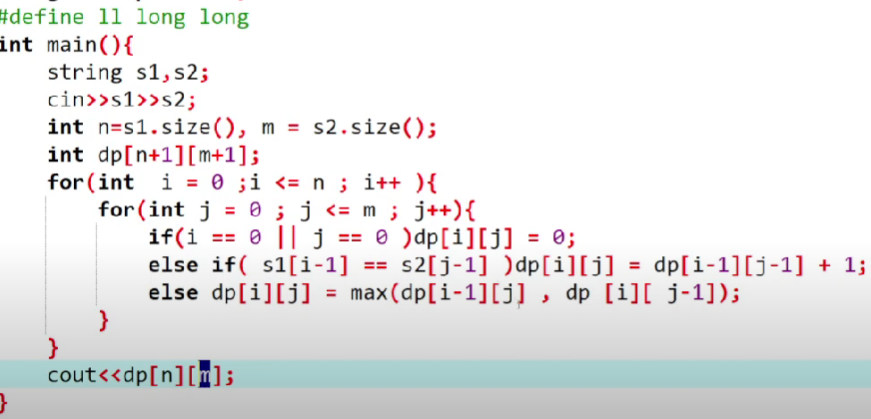 #define ll long long
int main(){
    string s1,s2;
    cin>>s1>>s2;
    int n=s1.size(), m = s2.size();
    int dp[n+1][m+1];
    for(int  i = 0 ;i <= n ; i++ ){
        for(int j = 0 ; j <= m ; j++){
            if(i == 0 || j == 0 )dp[i][j] = 0;
            else if( s1[i-1] == s2[j-1] )dp[i][j] = dp[i-1][j-1] + 1;
            else dp[i][j] = max(dp[i-1][j] , dp [i][ j-1]);
        }
    }
    cout<<dp[n][m];
}